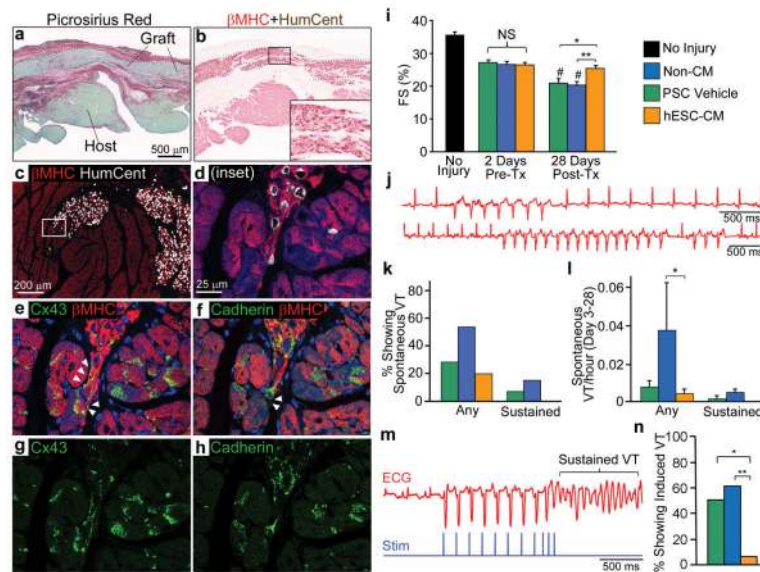 Picrosirius Red
a
Graft
Host
500 μm
βMHC+HumCent
b
c
βMHC HumCent
200 μm
d
(inset)
25 μm
e
Cx43 βMHC
f
Cadherin βMHC
g
Cx43
h
Cadherin
i
FS (%)
40
30
20
10
0
NS
*
**
# #
No Injury
2 Days Pre-Tx
28 Days Post-Tx
No Injury
Non-CM
PSC Vehicle
hESC-CM
j
500 ms
500 ms
k
% Showing
Spontaneous VT
80
60
40
20
0
Any
Sustained
l
Spontaneous
VT/hour (Day 3-28)
0.06
0.04
0.02
0
*
Any
Sustained
m
Sustained VT
ECG
Stim
500 ms
n
% Showing Induced VT
100
80
60
40
20
0
*
**